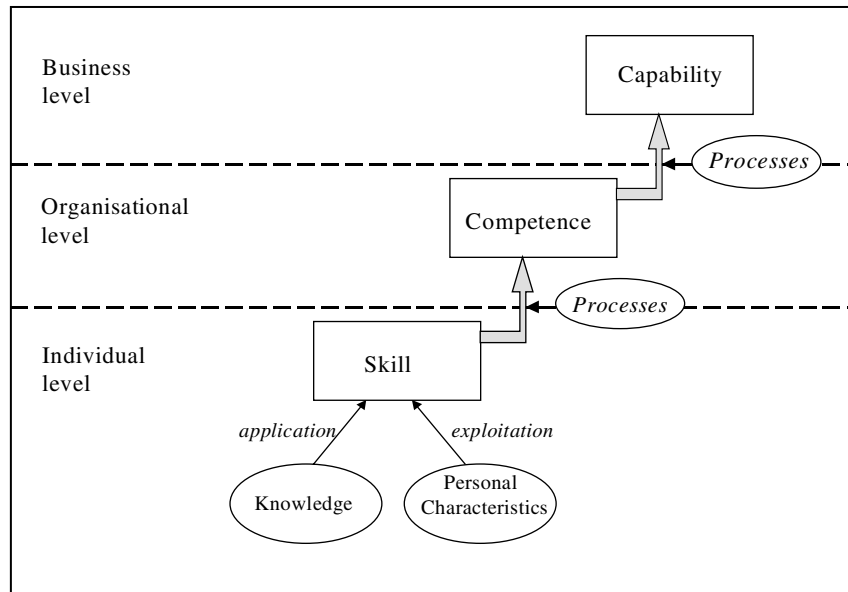 Business
level
Capability
Processes
Organisational
level
Competence
Processes
Individual
level
Skill
application
exploitation
Knowledge
Personal
Characteristics